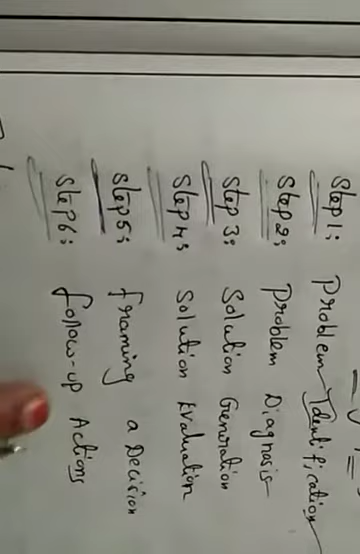 Step 1: Problem Identification
Step 2: Problem Diagnosis
Step 3: Solution Generation
Step 4: Solution Evaluation
Step 5: Framing a Decision
Step 6: Follow-up Actions